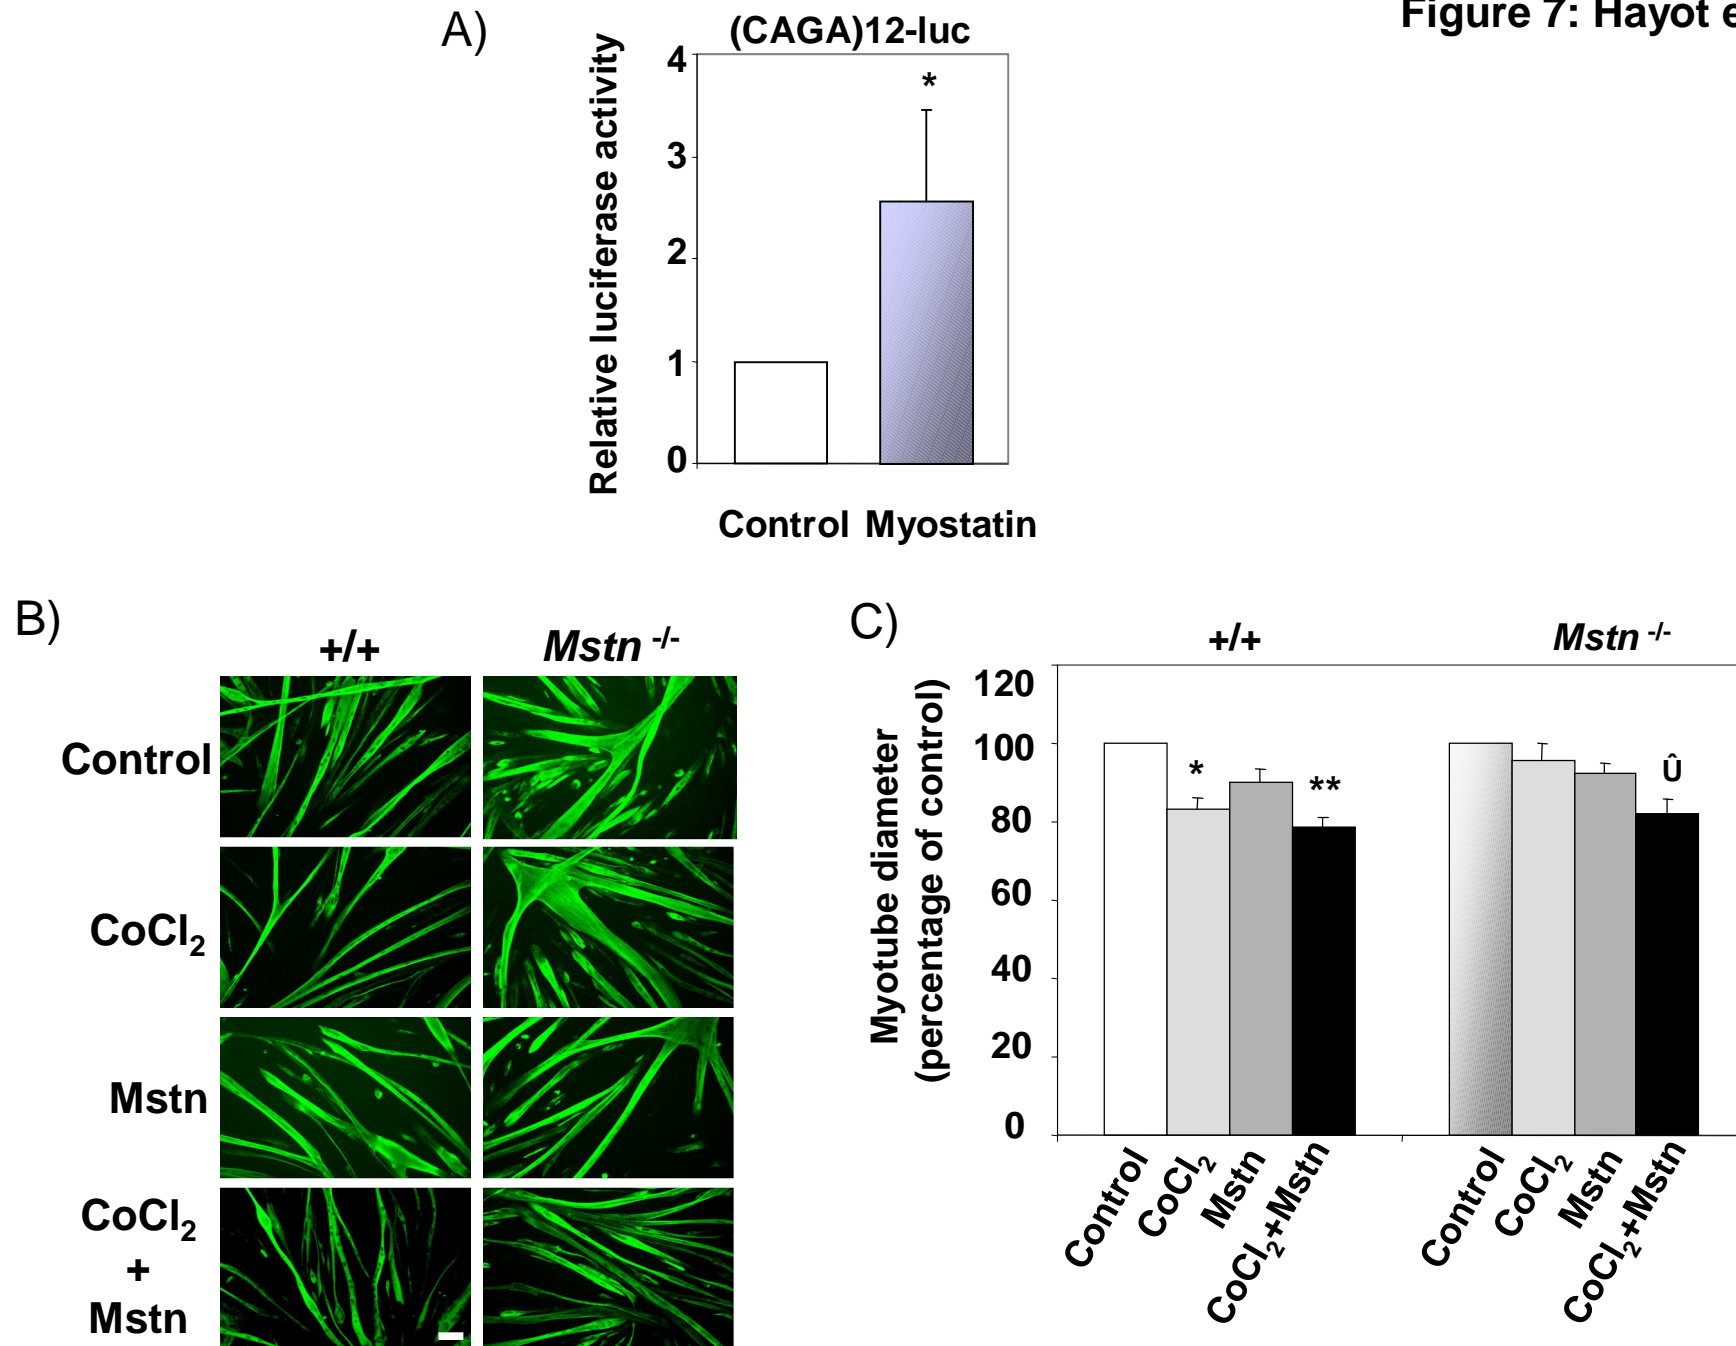 Figure 7: Hayot e
A)
(CAGA)12-luc
Relative luciferase activity
4
*
3
2
1
0
Control Myostatin
B)
+/+ Mstn -/-
Control
CoCl2
Mstn
CoCl2
+
Mstn
C)
+/+ Mstn -/-
Myotube diameter
(percentage of control)
120
100
80
60
40
20
0
*
**
Û
Control
CoCl2
Mstn
CoCl2+Mstn
Control
CoCl2
Mstn
CoCl2+Mstn